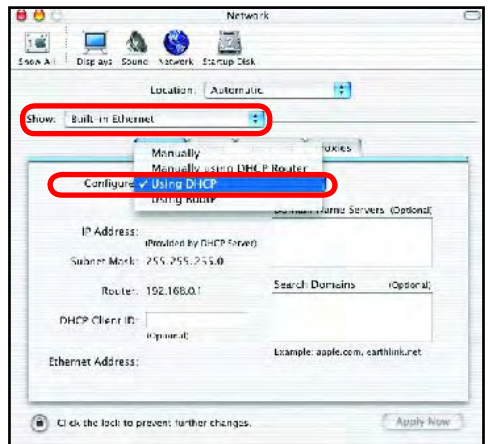 Network
Show All Displays Sound Network Startup Disk
Location: Automatic
Show: Built-in Ethernet
Proxies
Manually
Manually using DHCP Router
Configure ✓ Using DHCP
Using BootP
Domain Name Servers (Optional)
IP Address:
(Provided by DHCP Server)
Subnet Mask: 255.255.255.0
Router: 192.168.0.1
Search Domains (Optional)
DHCP Client ID:
(Optional)
Example: apple.com, earthlink.net
Ethernet Address:
Click the lock to prevent further changes.
Apply Now